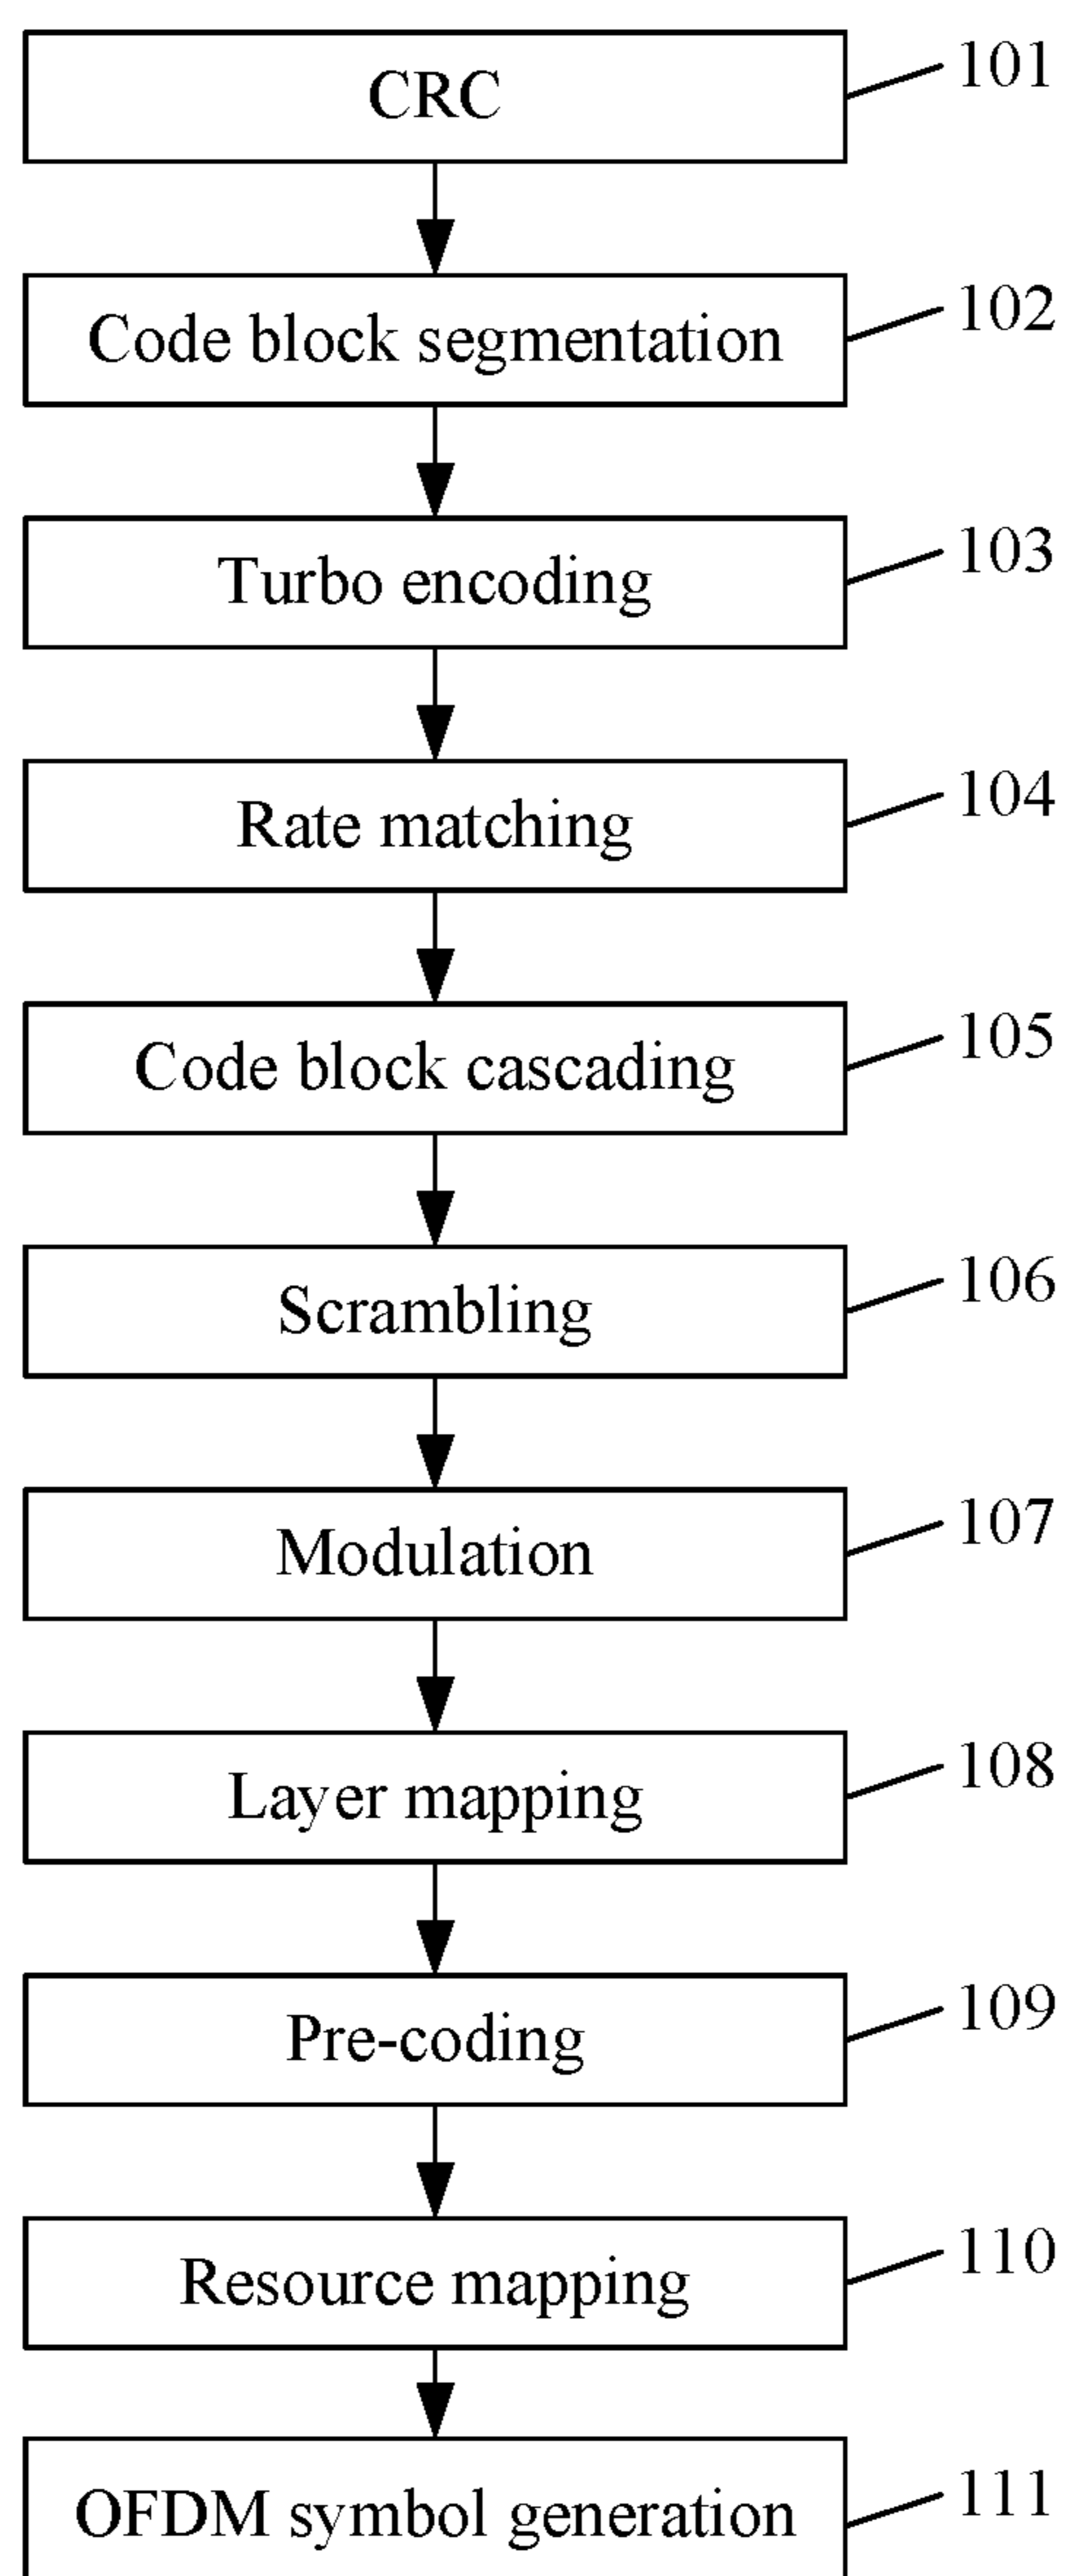 CRC
101
Code block segmentation
102
Turbo encoding
103
Rate matching
104
Code block cascading
105
Scrambling
106
Modulation
107
Layer mapping
108
Pre-coding
109
Resource mapping
110
OFDM symbol generation
111